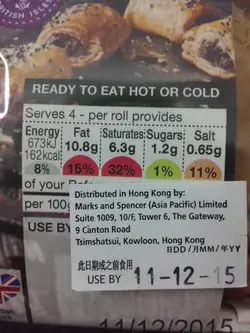 BRITISH ISLES
READY TO EAT HOT OR COLD
Serves 4 - per roll provides
Energy Fat Saturates Sugars Salt
673KJ 10.8g 6.3g 1.2g 0.65g
162kcal
8% 15% 32% 1% 11%
of your
per 100g
Distributed in Hong Kong by:
Marks and Spencer (Asia Pacific) Limited
Suite 1009, 10/F, Tower 6, The Gateway,
9 Canton Road
Tsimshatsui, Kowloon, Hong Kong
日DD /月MM/ 年YY
此日期或之前食用
USE BY 11-12-15
USE BY
11/12/2015